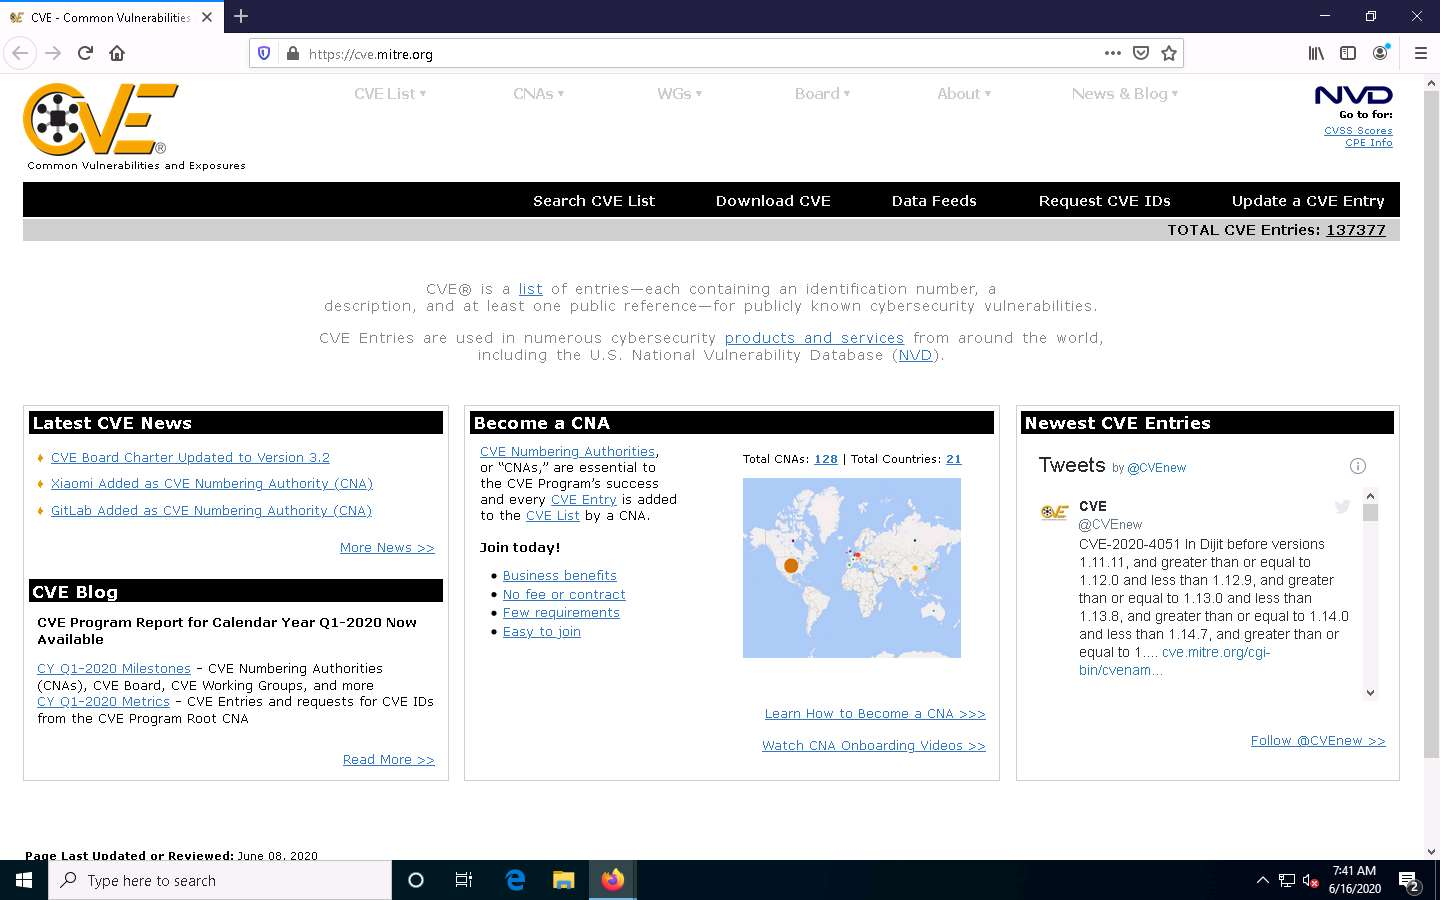 CVE - Common Vulnerabilities
https://cve.mitre.org
CVE®
Common Vulnerabilities and Exposures
CVE List ▾
CNAs ▾
WGs ▾
Board ▾
About ▾
News & Blog ▾
NVD
Go to for:
CVSS Scores
CPE Info
Search CVE List
Download CVE
Data Feeds
Request CVE IDs
Update a CVE Entry
TOTAL CVE Entries: 137377
CVE® is a list of entries—each containing an identification number, a
description, and at least one public reference—for publicly known cybersecurity vulnerabilities.
CVE Entries are used in numerous cybersecurity products and services from around the world,
including the U.S. National Vulnerability Database (NVD).
Latest CVE News
CVE Board Charter Updated to Version 3.2
Xiaomi Added as CVE Numbering Authority (CNA)
GitLab Added as CVE Numbering Authority (CNA)
More News >>
CVE Blog
CVE Program Report for Calendar Year Q1-2020 Now
Available
CY Q1-2020 Milestones – CVE Numbering Authorities
(CNAs), CVE Board, CVE Working Groups, and more
CY Q1-2020 Metrics – CVE Entries and requests for CVE IDs
from the CVE Program Root CNA
Read More >>
Become a CNA
CVE Numbering Authorities,
or “CNAs,” are essential to
the CVE Program's success
and every CVE Entry is added
to the CVE List by a CNA.
Join today!
Business benefits
No fee or contract
Few requirements
Easy to join
Total CNAs: 128 | Total Countries: 21
Learn How to Become a CNA >>>
Watch CNA Onboarding Videos >>
Newest CVE Entries
Tweets by @CVEnew
CVE
CVE
@CVEnew
CVE-2020-4051 In Dijit before versions
1.11.11, and greater than or equal to
1.12.0 and less than 1.12.9, and greater
than or equal to 1.13.0 and less than
1.13.8, and greater than or equal to 1.14.0
and less than 1.14.7, and greater than or
equal to 1.... cve.mitre.org/cgi-
bin/cvenam...
Follow @CVEnew >>
Page Last Updated or Reviewed: June 08, 2020
Type here to search
7:41 AM
6/16/2020
2